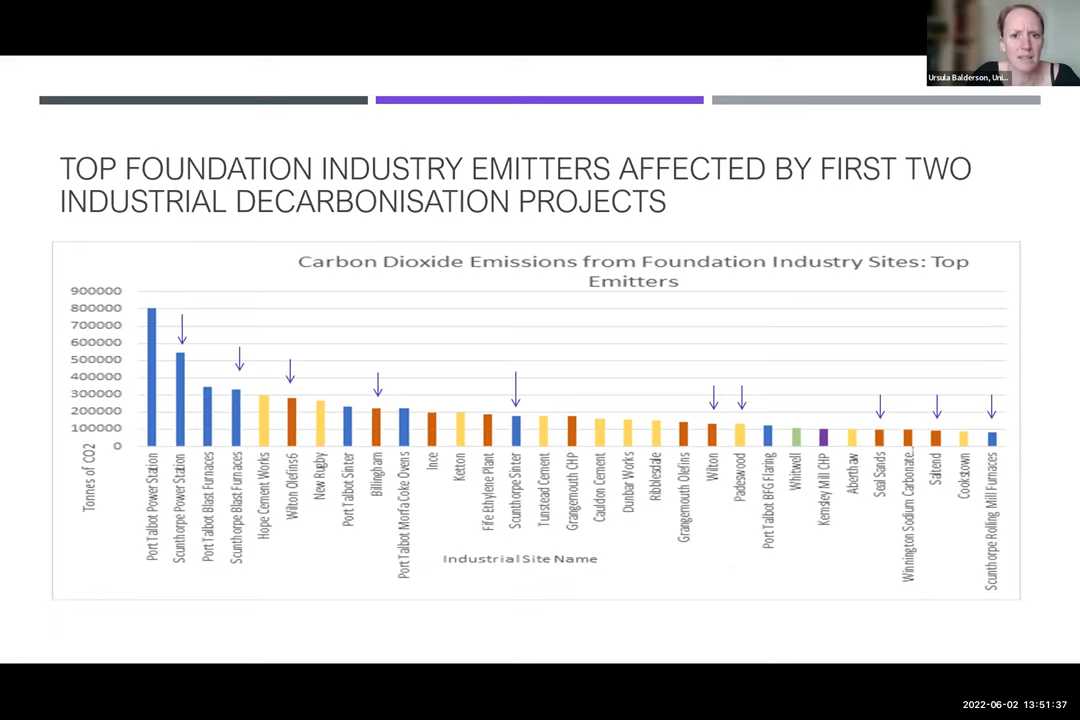 Ursula Balderson, Uni...
TOP FOUNDATION INDUSTRY EMITTERS AFFECTED BY FIRST TWO
INDUSTRIAL DECARBONISATION PROJECTS
Carbon Dioxide Emissions from Foundation Industry Sites: Top
Emitters
900000
800000
700000
600000
500000
400000
300000
200000
100000
0
Tonnes of CO2
Port Talbot Power Station
Scunthorpe Power Station
Port Talbot Blast Furnaces
Scunthorpe Blast Furnaces
Hope Cement Works
Wilton Olefins6
New Rugby
Port Talbot Sinter
Billingham
Port Talbot Morfa Coke Ovens
Ince
Ketton
Fife Ethylene Plant
Scunthorpe Sinter
Tunstead Cement
Grangemouth CHP
Cauldon Cement
Dunbar Works
Ribblesdale
Grangemouth Olefins
Wilton
Padeswood
Port Talbot BFG Flaring
Whitwell
Kemsley Mill CHP
Aberthaw
Seal Sands
Winnington Sodium Carbonate...
Saltend
Cookstown
Scunthorpe Rolling Mill Furnaces
Industrial Site Name
2022-06-02 13:51:37